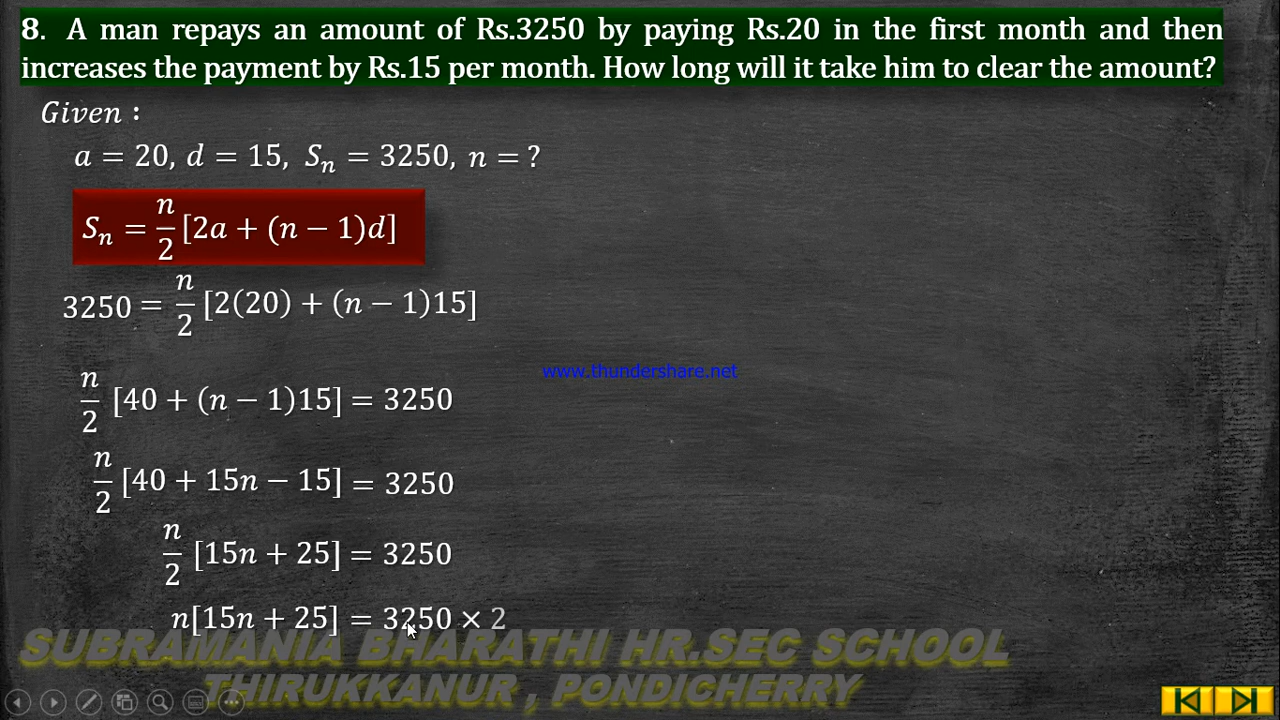 8. A man repays an amount of Rs.3250 by paying Rs.20 in the first month and then
increases the payment by Rs.15 per month. How long will it take him to clear the amount?
Given :
a = 20, d = 15, Sₙ = 3250, n = ?
Sₙ = n/2 [2a + (n − 1)d]
3250 = n/2 [2(20) + (n − 1)15]
www.thundershare.net
n/2 [40 + (n − 1)15] = 3250
n/2 [40 + 15n − 15] = 3250
n/2 [15n + 25] = 3250
n[15n + 25] = 3250 × 2
SUBRAMANIA BHARATHI HR.SEC SCHOOL
THIRUKKANUR , PONDICHERRY